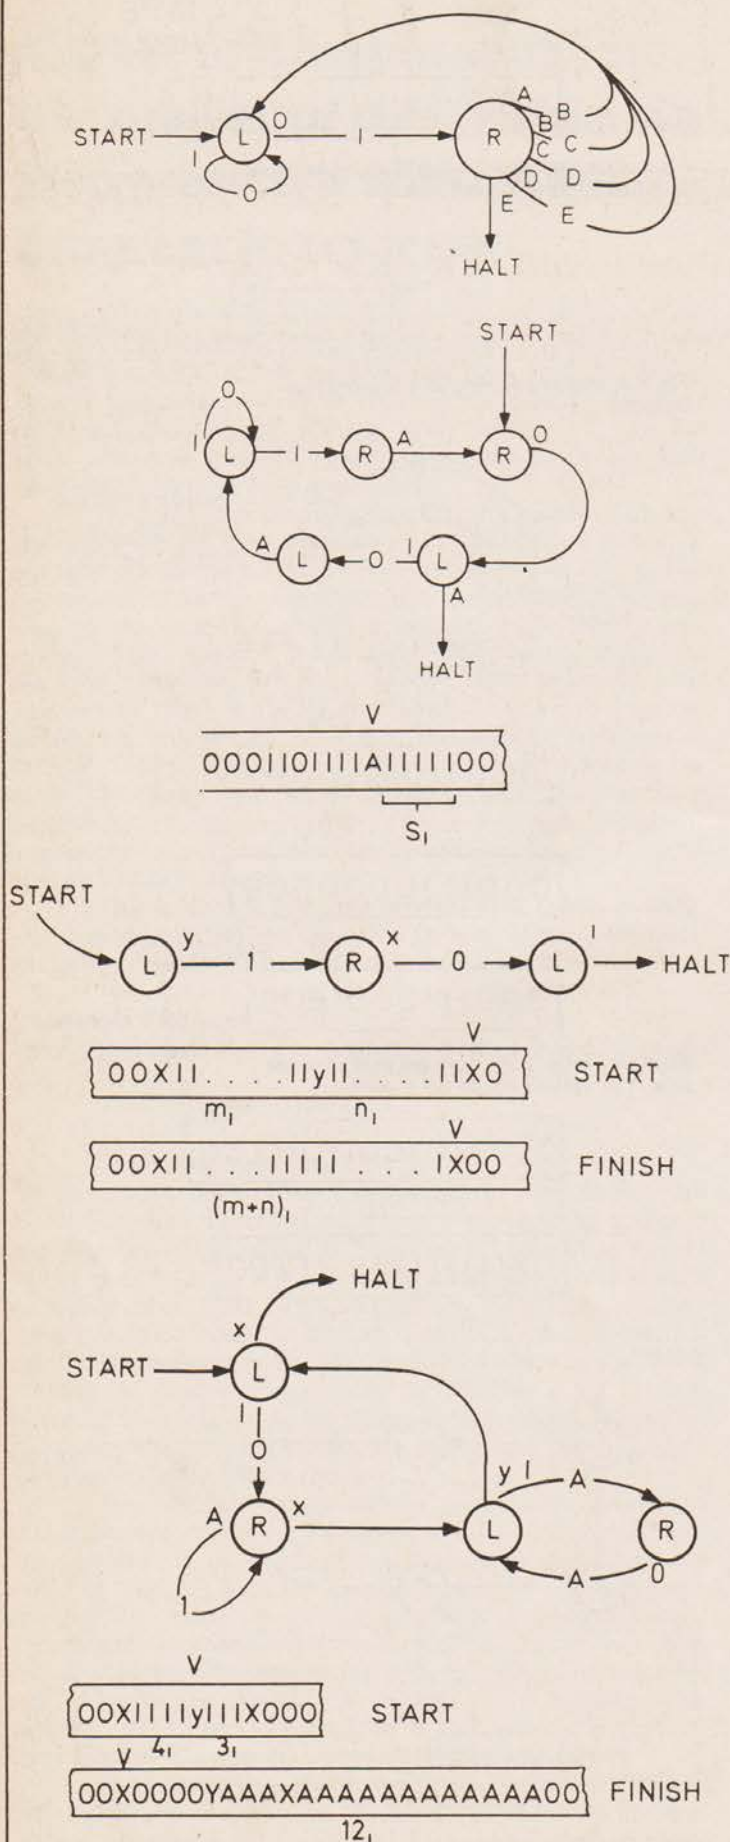 A B
START L 0 1 R B C
1 0 C D
D E
E
HALT
START
0
1 L 1 R A R 0
A L 0 1 L
A
HALT
V
0001101111A11111100
S₁
START
L y 1 R x 0 L 1 HALT
V
00X11....11y11....11X0 START
m₁ n₁
V
00X11...11111...1X00 FINISH
(m+n)₁
HALT
x
START L
1
0
A R x L y 1 A R
1 A 0
V
00X1111y111X000 START
4₁ 3₁
V
00X0000YAAAXAAAAAAAAAAAA00 FINISH
12₁